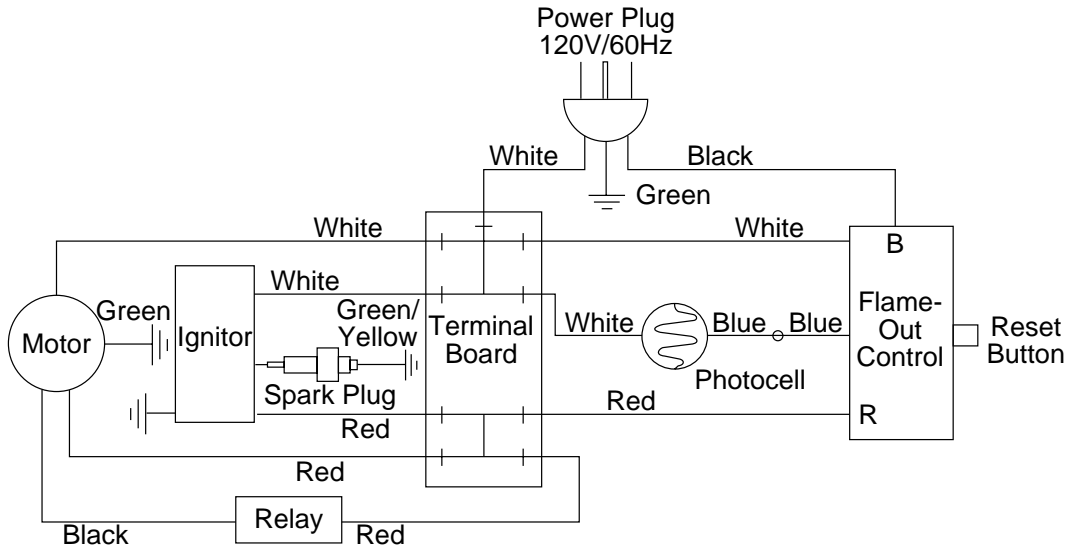 Power Plug
120V/60Hz
White
Black
Green
White
White
B
White
Green/
Yellow
Green
Motor
Ignitor
Terminal
Board
White
Blue
Blue
Flame-
Out
Control
Reset
Button
Photocell
Spark Plug
Red
Red
R
Red
Relay
Black
Red